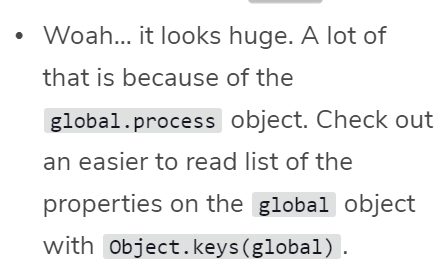 • Woah... it looks huge. A lot of
that is because of the
global.process object. Check out
an easier to read list of the
properties on the global object
with Object.keys(global).